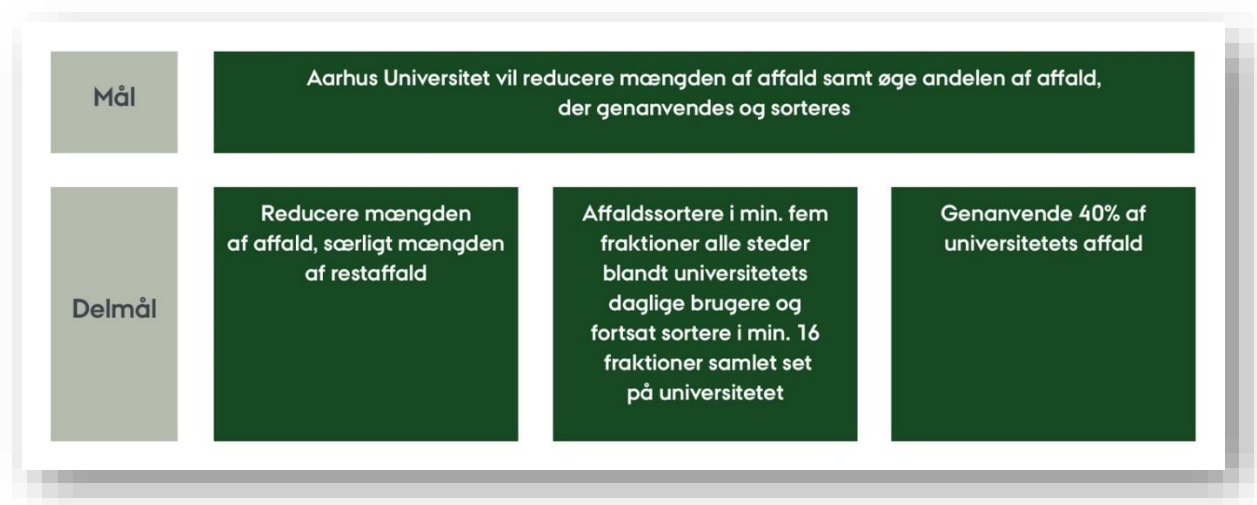 Mål
Aarhus Universitet vil reducere mængden af affald samt øge andelen af affald,
der genanvendes og sorteres
Delmål
Reducere mængden
af affald, særligt mængden
af restaffald
Affaldssortere i min. fem
fraktioner alle steder
blandt universitetets
daglige brugere og
fortsat sortere i min. 16
fraktioner samlet set
på universitetet
Genanvende 40% af
universitetets affald